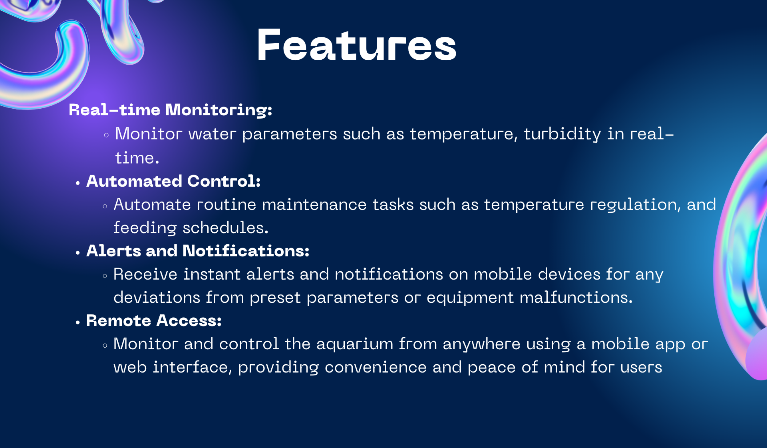 Features
Real-time Monitoring:
◦ Monitor water parameters such as temperature, turbidity in real-
time.
• Automated Control:
◦ Automate routine maintenance tasks such as temperature regulation, and
feeding schedules.
• Alerts and Notifications:
◦ Receive instant alerts and notifications on mobile devices for any
deviations from preset parameters or equipment malfunctions.
• Remote Access:
◦ Monitor and control the aquarium from anywhere using a mobile app or
web interface, providing convenience and peace of mind for users